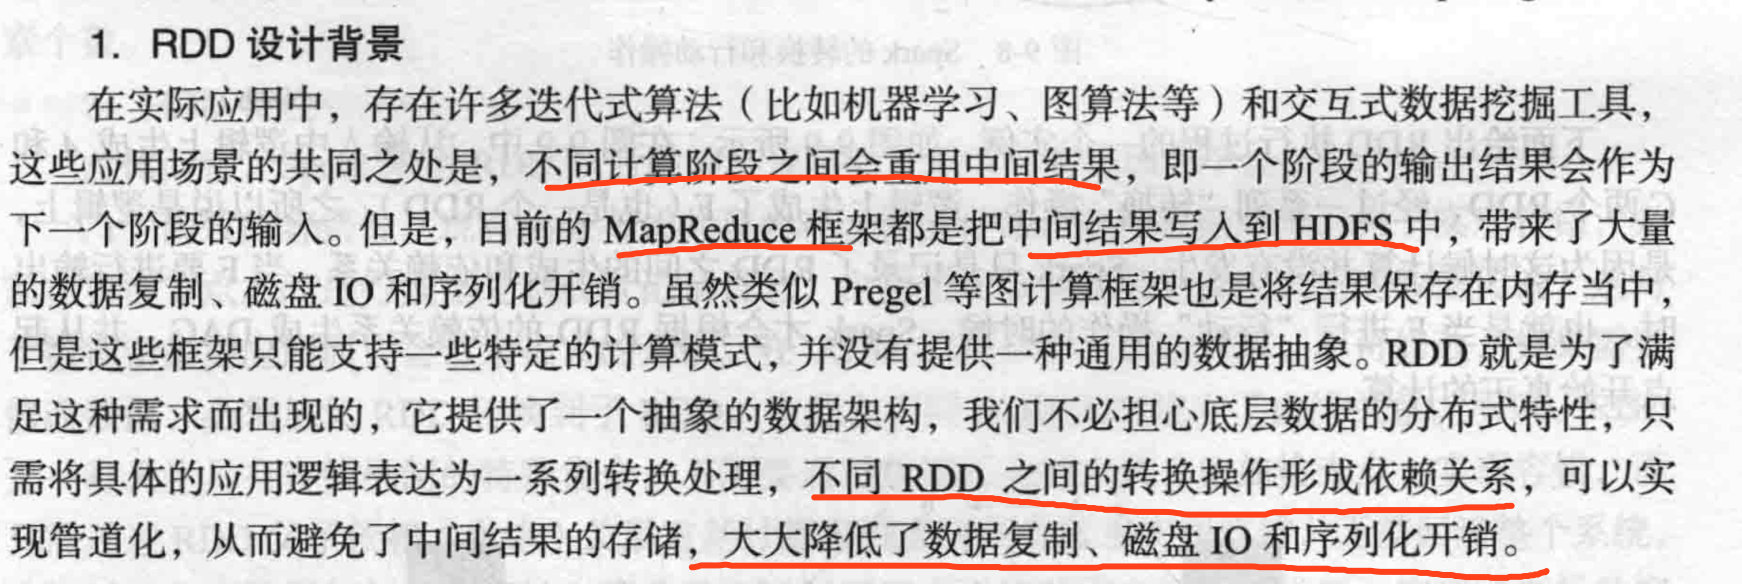 1. RDD 设计背景
在实际应用中，存在许多迭代式算法（比如机器学习、图算法等）和交互式数据挖掘工具，
这些应用场景的共同之处是，不同计算阶段之间会重用中间结果，即一个阶段的输出结果会作为
下一个阶段的输入。但是，目前的 MapReduce 框架都是把中间结果写入到 HDFS 中，带来了大量
的数据复制、磁盘 IO 和序列化开销。虽然类似 Pregel 等图计算框架也是将结果保存在内存当中，
但是这些框架只能支持一些特定的计算模式，并没有提供一种通用的数据抽象。RDD 就是为了满
足这种需求而出现的，它提供了一个抽象的数据架构，我们不必担心底层数据的分布式特性，只
需将具体的应用逻辑表达为一系列转换处理，不同 RDD 之间的转换操作形成依赖关系，可以实
现管道化，从而避免了中间结果的存储，大大降低了数据复制、磁盘 IO 和序列化开销。